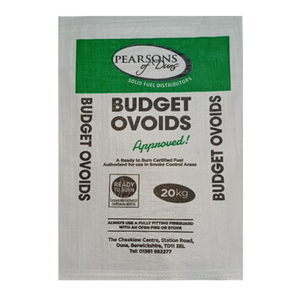 PEARSONS
of Duns
SOLID FUEL DISTRIBUTORS
BUDGET
OVOIDS
Approved!
A Ready to Burn Certified Fuel
Authorised for use in Smoke Control Areas
BUDGET OVOIDS
BUDGET OVOIDS
READY
TO BURN
20kg
ALWAYS USE A FULLY FITTING FIREGUARD
WITH AN OPEN FIRE OR STOVE
The Cheeklaw Centre, Station Road,
Duns, Berwickshire, TD11 3EL
Tel: 01361 882277